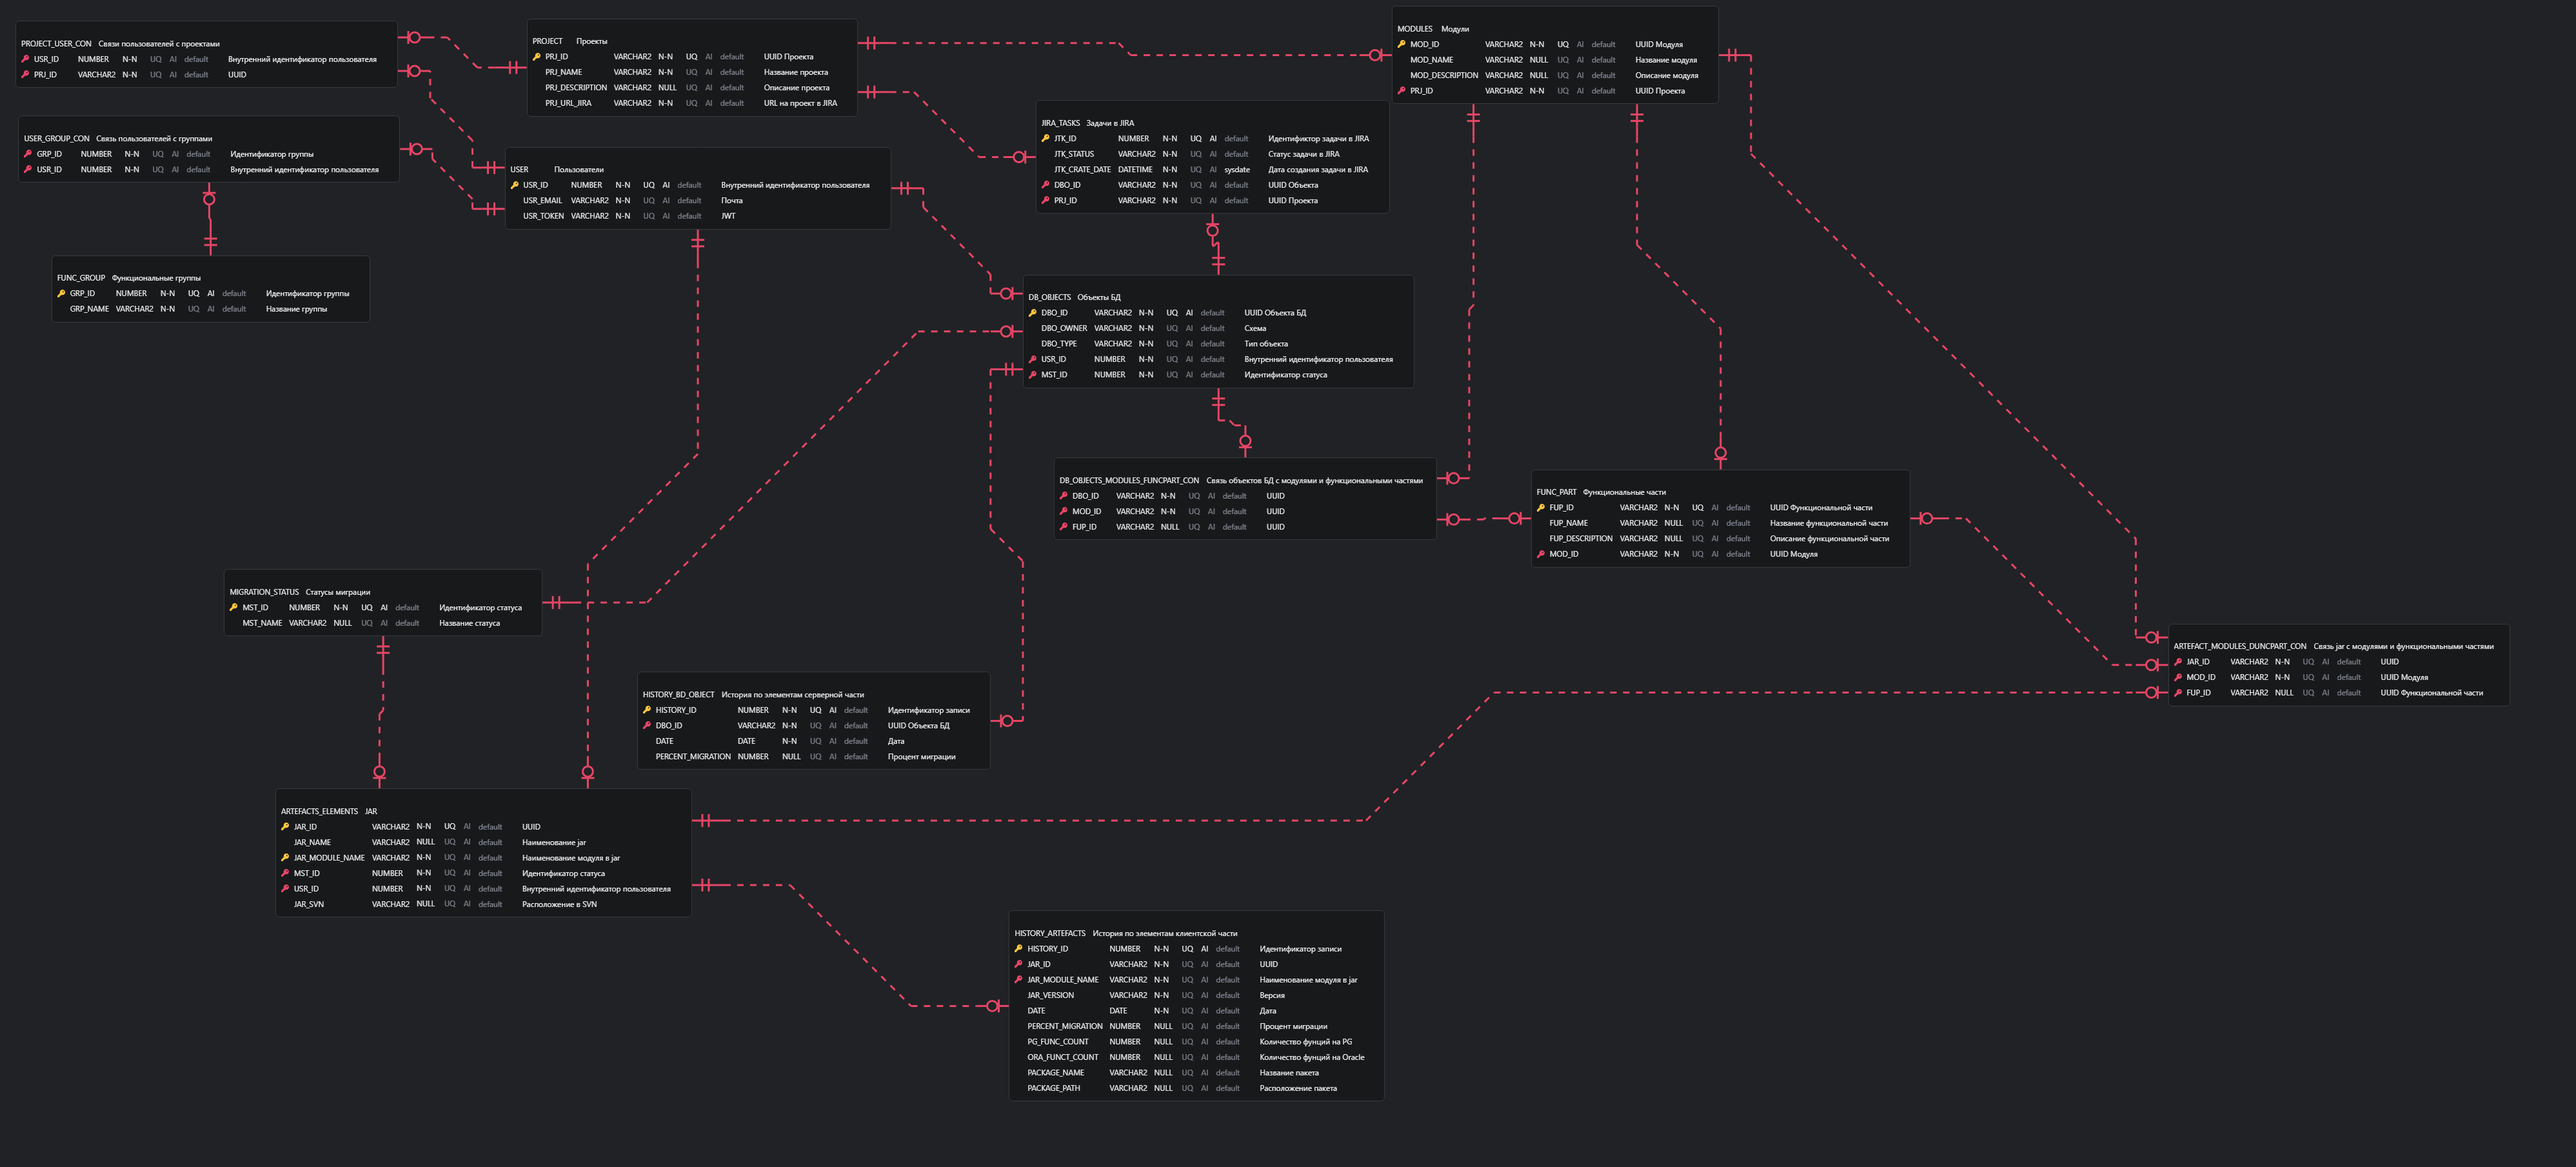 PROJECT_USER_CON Связи пользователей с проектами
USR_ID NUMBER N-N UQ AI default Внутренний идентификатор пользователя
PRJ_ID VARCHAR2 N-N UQ AI default UUID
PROJECT Проекты
PRJ_ID VARCHAR2 N-N UQ AI default UUID Проекта
PRJ_NAME VARCHAR2 N-N UQ AI default Название проекта
PRJ_DESCRIPTION VARCHAR2 NULL UQ AI default Описание проекта
PRJ_URL_JIRA VARCHAR2 N-N UQ AI default URL на проект в JIRA
MODULES Модули
MOD_ID VARCHAR2 N-N UQ AI default UUID Модуля
MOD_NAME VARCHAR2 NULL UQ AI default Название модуля
MOD_DESCRIPTION VARCHAR2 NULL UQ AI default Описание модуля
PRJ_ID VARCHAR2 N-N UQ AI default UUID Проекта
USER_GROUP_CON Связь пользователей с группами
GRP_ID NUMBER N-N UQ AI default Идентификатор группы
USR_ID NUMBER N-N UQ AI default Внутренний идентификатор пользователя
USER Пользователи
USR_ID NUMBER N-N UQ AI default Внутренний идентификатор пользователя
USR_EMAIL VARCHAR2 N-N UQ AI default Почта
USR_TOKEN VARCHAR2 N-N UQ AI default JWT
JIRA_TASKS Задачи в JIRA
JTK_ID NUMBER N-N UQ AI default Идентификтор задачи в JIRA
JTK_STATUS VARCHAR2 N-N UQ AI default Статус задачи в JIRA
JTK_CRATE_DATE DATETIME N-N UQ AI sysdate Дата создания задачи в JIRA
DBO_ID VARCHAR2 N-N UQ AI default UUID Объекта
PRJ_ID VARCHAR2 N-N UQ AI default UUID Проекта
FUNC_GROUP Функциональные группы
GRP_ID NUMBER N-N UQ AI default Идентификатор группы
GRP_NAME VARCHAR2 N-N UQ AI default Название группы
DB_OBJECTS Объекты БД
DBO_ID VARCHAR2 N-N UQ AI default UUID Объекта БД
DBO_OWNER VARCHAR2 N-N UQ AI default Схема
DBO_TYPE VARCHAR2 N-N UQ AI default Тип объекта
USR_ID NUMBER N-N UQ AI default Внутренний идентификатор пользователя
MST_ID NUMBER N-N UQ AI default Идентификатор статуса
DB_OBJECTS_MODULES_FUNCPART_CON Связь объектов БД с модулями и функциональными частями
DBO_ID VARCHAR2 N-N UQ AI default UUID
MOD_ID VARCHAR2 N-N UQ AI default UUID
FUP_ID VARCHAR2 NULL UQ AI default UUID
FUNC_PART Функциональные части
FUP_ID VARCHAR2 N-N UQ AI default UUID Функциональной части
FUP_NAME VARCHAR2 NULL UQ AI default Название функциональной части
FUP_DESCRIPTION VARCHAR2 NULL UQ AI default Описание функциональной части
MOD_ID VARCHAR2 N-N UQ AI default UUID Модуля
MIGRATION_STATUS Статусы миграции
MST_ID NUMBER N-N UQ AI default Идентификатор статуса
MST_NAME VARCHAR2 NULL UQ AI default Название статуса
ARTEFACT_MODULES_DUNCPART_CON Связь jar с модулями и функциональными частями
JAR_ID VARCHAR2 N-N UQ AI default UUID
MOD_ID VARCHAR2 N-N UQ AI default UUID Модуля
FUP_ID VARCHAR2 NULL UQ AI default UUID Функциональной части
HISTORY_BD_OBJECT История по элементам серверной части
HISTORY_ID NUMBER N-N UQ AI default Идентификатор записи
DBO_ID VARCHAR2 N-N UQ AI default UUID Объекта БД
DATE DATE N-N UQ AI default Дата
PERCENT_MIGRATION NUMBER NULL UQ AI default Процент миграции
ARTEFACTS_ELEMENTS JAR
JAR_ID VARCHAR2 N-N UQ AI default UUID
JAR_NAME VARCHAR2 NULL UQ AI default Наименование jar
JAR_MODULE_NAME VARCHAR2 N-N UQ AI default Наименование модуля в jar
MST_ID NUMBER N-N UQ AI default Идентификатор статуса
USR_ID NUMBER N-N UQ AI default Внутренний идентификатор пользователя
JAR_SVN VARCHAR2 NULL UQ AI default Расположение в SVN
HISTORY_ARTEFACTS История по элементам клиентской части
HISTORY_ID NUMBER N-N UQ AI default Идентификатор записи
JAR_ID VARCHAR2 N-N UQ AI default UUID
JAR_MODULE_NAME VARCHAR2 N-N UQ AI default Наименование модуля в jar
JAR_VERSION VARCHAR2 N-N UQ AI default Версия
DATE DATE N-N UQ AI default Дата
PERCENT_MIGRATION NUMBER NULL UQ AI default Процент миграции
PG_FUNC_COUNT NUMBER NULL UQ AI default Количество фунций на PG
ORA_FUNCT_COUNT NUMBER NULL UQ AI default Количество фунций на Oracle
PACKAGE_NAME VARCHAR2 NULL UQ AI default Название пакета
PACKAGE_PATH VARCHAR2 NULL UQ AI default Расположение пакета